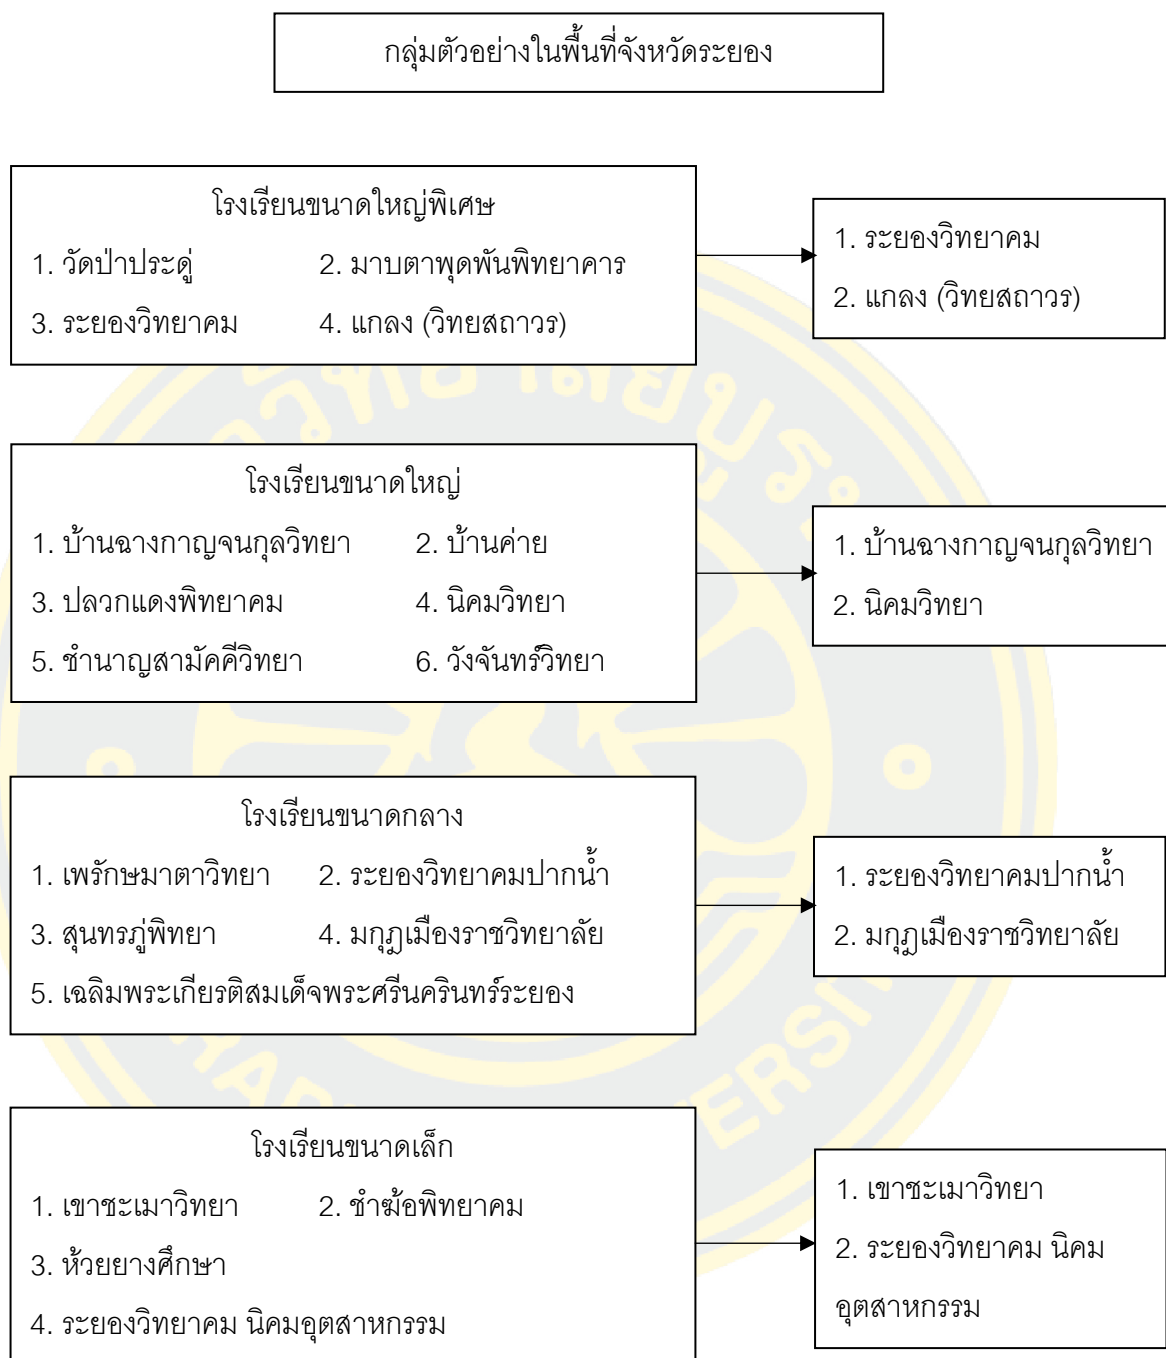 กลุ่มตัวอย่างในพื้นที่จังหวัดระยอง
โรงเรียนขนาดใหญ่พิเศษ
1. วัดป่าประดู่ 2. มาบตาพุดพันพิทยาคาร
3. ระยองวิทยาคม 4. แกลง (วิทยสถาวร)
1. ระยองวิทยาคม
2. แกลง (วิทยสถาวร)
โรงเรียนขนาดใหญ่
1. บ้านฉางกาญจนกุลวิทยา 2. บ้านค่าย
3. ปลวกแดงพิทยาคม 4. นิคมวิทยา
5. ชำนาญสามัคคีวิทยา 6. วังจันทร์วิทยา
1. บ้านฉางกาญจนกุลวิทยา
2. นิคมวิทยา
โรงเรียนขนาดกลาง
1. เพรักษมาตาวิทยา 2. ระยองวิทยาคมปากน้ำ
3. สุนทรภู่พิทยา 4. มกุฎเมืองราชวิทยาลัย
5. เฉลิมพระเกียรติสมเด็จพระศรีนครินทร์ระยอง
1. ระยองวิทยาคมปากน้ำ
2. มกุฎเมืองราชวิทยาลัย
โรงเรียนขนาดเล็ก
1. เขาชะเมาวิทยา 2. ชำฆ้อพิทยาคม
3. ห้วยยางศึกษา
4. ระยองวิทยาคม นิคมอุตสาหกรรม
1. เขาชะเมาวิทยา
2. ระยองวิทยาคม นิคม
อุตสาหกรรม